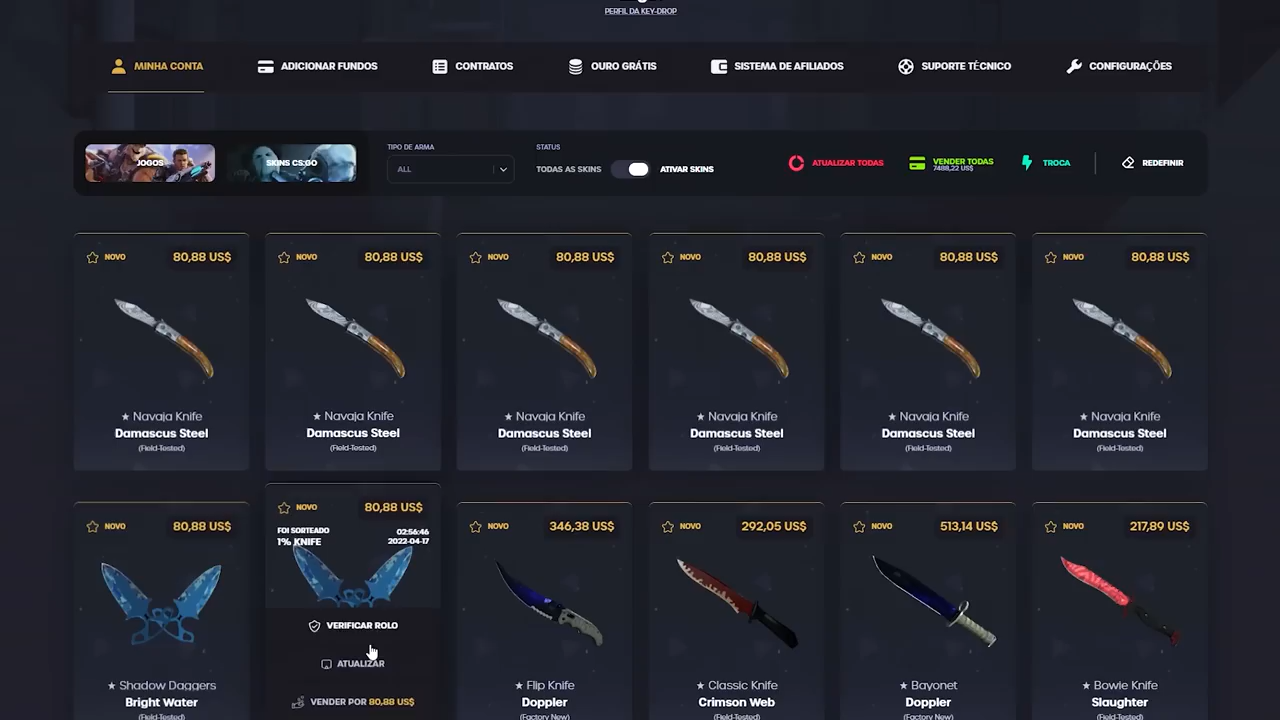 PERFIL DA KEY-DROP
MINHA CONTA
ADICIONAR FUNDOS
CONTRATOS
OURO GRÁTIS
SISTEMA DE AFILIADOS
SUPORTE TÉCNICO
CONFIGURAÇÕES
JOGOS
SKINS CS:GO
TIPO DE ARMA
ALL
STATUS
TODAS AS SKINS
ATIVAR SKINS
ATUALIZAR TODAS
VENDER TODAS
7488,22 US$
TROCA
REDEFINIR
NOVO 80,88 US$
★ Navaja Knife
Damascus Steel
(Field-Tested)
NOVO 80,88 US$
★ Navaja Knife
Damascus Steel
(Field-Tested)
NOVO 80,88 US$
★ Navaja Knife
Damascus Steel
(Field-Tested)
NOVO 80,88 US$
★ Navaja Knife
Damascus Steel
(Field-Tested)
NOVO 80,88 US$
★ Navaja Knife
Damascus Steel
(Field-Tested)
NOVO 80,88 US$
★ Navaja Knife
Damascus Steel
(Field-Tested)
NOVO 80,88 US$
★ Shadow Daggers
Bright Water
(Field-Tested)
NOVO 80,88 US$
FOI SORTEADO 02:56:46
1% KNIFE 2022-04-17
VERIFICAR ROLO
ATUALIZAR
VENDER POR 80,88 US$
NOVO 346,38 US$
★ Flip Knife
Doppler
(Factory New)
NOVO 292,05 US$
★ Classic Knife
Crimson Web
(Field-Tested)
NOVO 513,14 US$
★ Bayonet
Doppler
(Factory New)
NOVO 217,89 US$
★ Bowie Knife
Slaughter
(Field-Tested)